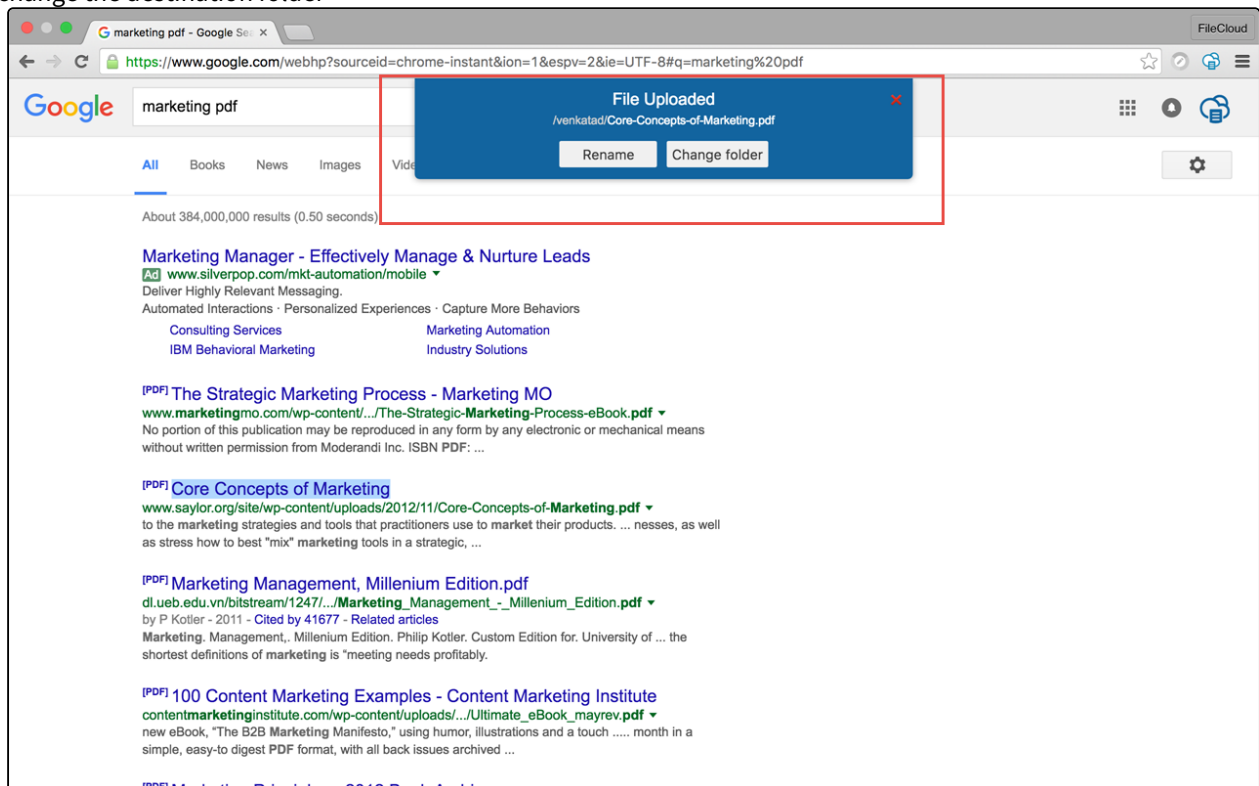 change the destination folder
G marketing pdf - Google Sea ×
FileCloud
https://www.google.com/webhp?sourceid=chrome-instant&ion=1&espv=2&ie=UTF-8#q=marketing%20pdf
Google
marketing pdf
File Uploaded
/venkatad/Core-Concepts-of-Marketing.pdf
Rename
Change folder
All Books News Images Vide
About 384,000,000 results (0.50 seconds)
Marketing Manager - Effectively Manage & Nurture Leads
Ad www.silverpop.com/mkt-automation/mobile
Deliver Highly Relevant Messaging.
Automated Interactions · Personalized Experiences · Capture More Behaviors
Consulting Services Marketing Automation
IBM Behavioral Marketing Industry Solutions
[PDF] The Strategic Marketing Process - Marketing MO
www.marketingmo.com/wp-content/.../The-Strategic-Marketing-Process-eBook.pdf
No portion of this publication may be reproduced in any form by any electronic or mechanical means
without written permission from Moderandi Inc. ISBN PDF: ...
[PDF] Core Concepts of Marketing
www.saylor.org/site/wp-content/uploads/2012/11/Core-Concepts-of-Marketing.pdf
to the marketing strategies and tools that practitioners use to market their products. ... nesses, as well
as stress how to best "mix" marketing tools in a strategic, ...
[PDF] Marketing Management, Millenium Edition.pdf
dl.ueb.edu.vn/bitstream/1247/.../Marketing_Management_-_Millenium_Edition.pdf
by P Kotler - 2011 - Cited by 41677 - Related articles
Marketing. Management,. Millenium Edition. Philip Kotler. Custom Edition for. University of ... the
shortest definitions of marketing is "meeting needs profitably.
[PDF] 100 Content Marketing Examples - Content Marketing Institute
contentmarketinginstitute.com/wp-content/uploads/.../Ultimate_eBook_mayrev.pdf
new eBook, "The B2B Marketing Manifesto," using humor, illustrations and a touch ..... month in a
simple, easy-to digest PDF format, with all back issues archived ...